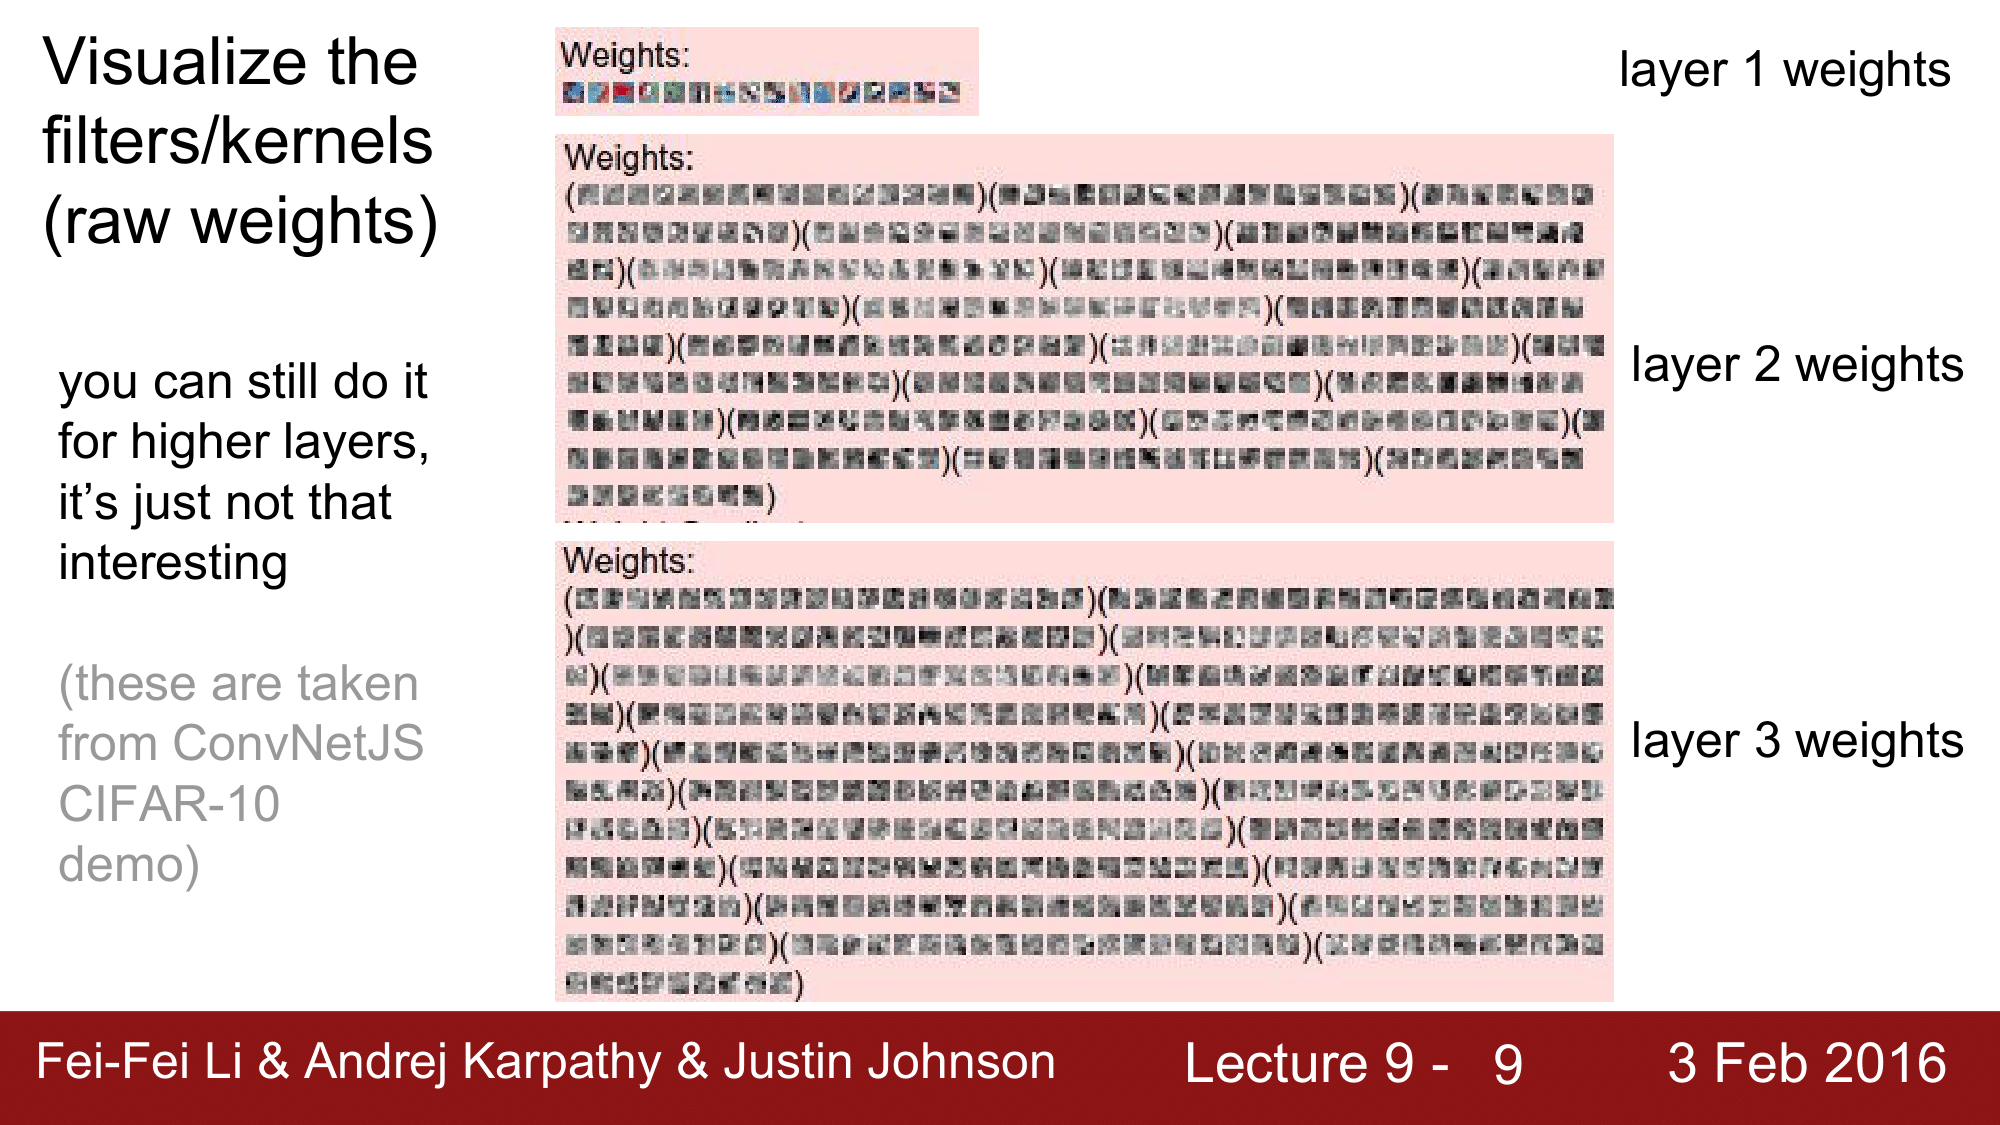 Visualize the
filters/kernels
(raw weights)
you can still do it
for higher layers,
it’s just not that
interesting
(these are taken
from ConvNetJS
CIFAR-10
demo)
Weights:
layer 1 weights
Weights:
layer 2 weights
Weights:
layer 3 weights
Fei-Fei Li & Andrej Karpathy & Justin Johnson
Lecture 9 - 9
3 Feb 2016